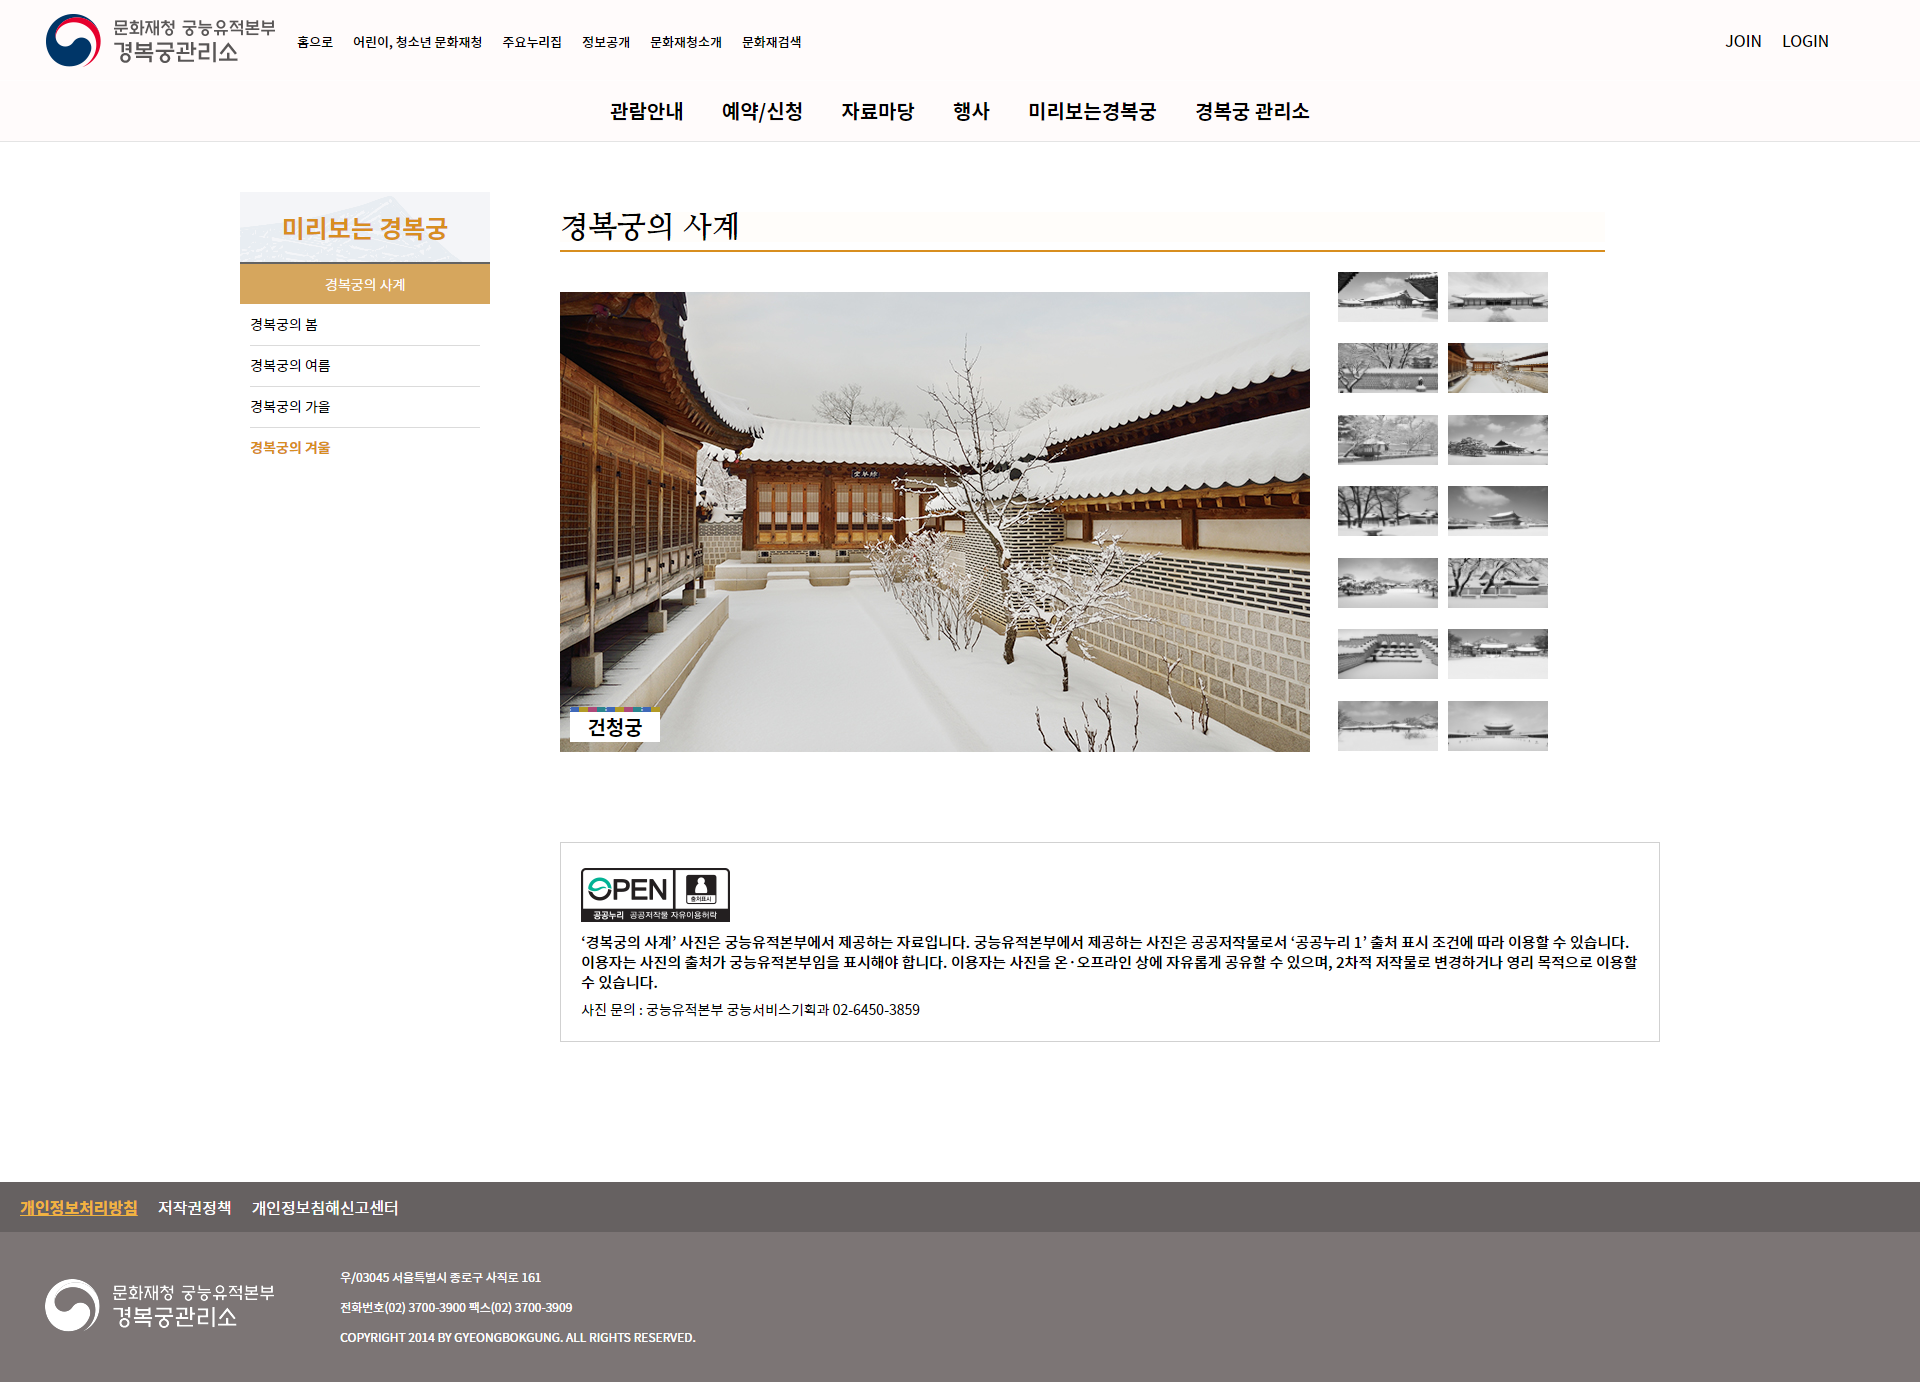 문화재청 궁능유적본부
경복궁관리소
홈으로 어린이, 청소년 문화재청 주요누리집 정보공개 문화재청소개 문화재검색
JOIN LOGIN
관람안내 예약/신청 자료마당 행사 미리보는경복궁 경복궁 관리소
미리보는 경복궁
경복궁의 사계
경복궁의 봄
경복궁의 여름
경복궁의 가을
경복궁의 겨울
경복궁의 사계
건청궁
OPEN
출처표시
공공누리 공공저작물 자유이용허락
‘경복궁의 사계’ 사진은 궁능유적본부에서 제공하는 자료입니다. 궁능유적본부에서 제공하는 사진은 공공저작물로서 ‘공공누리 1’ 출처 표시 조건에 따라 이용할 수 있습니다.
이용자는 사진의 출처가 궁능유적본부임을 표시해야 합니다. 이용자는 사진을 온·오프라인 상에 자유롭게 공유할 수 있으며, 2차적 저작물로 변경하거나 영리 목적으로 이용할
수 있습니다.
사진 문의 : 궁능유적본부 궁능서비스기획과 02-6450-3859
개인정보처리방침 저작권정책 개인정보침해신고센터
문화재청 궁능유적본부
경복궁관리소
우/03045 서울특별시 종로구 사직로 161
전화번호(02) 3700-3900 팩스(02) 3700-3909
COPYRIGHT 2014 BY GYEONGBOKGUNG. ALL RIGHTS RESERVED.